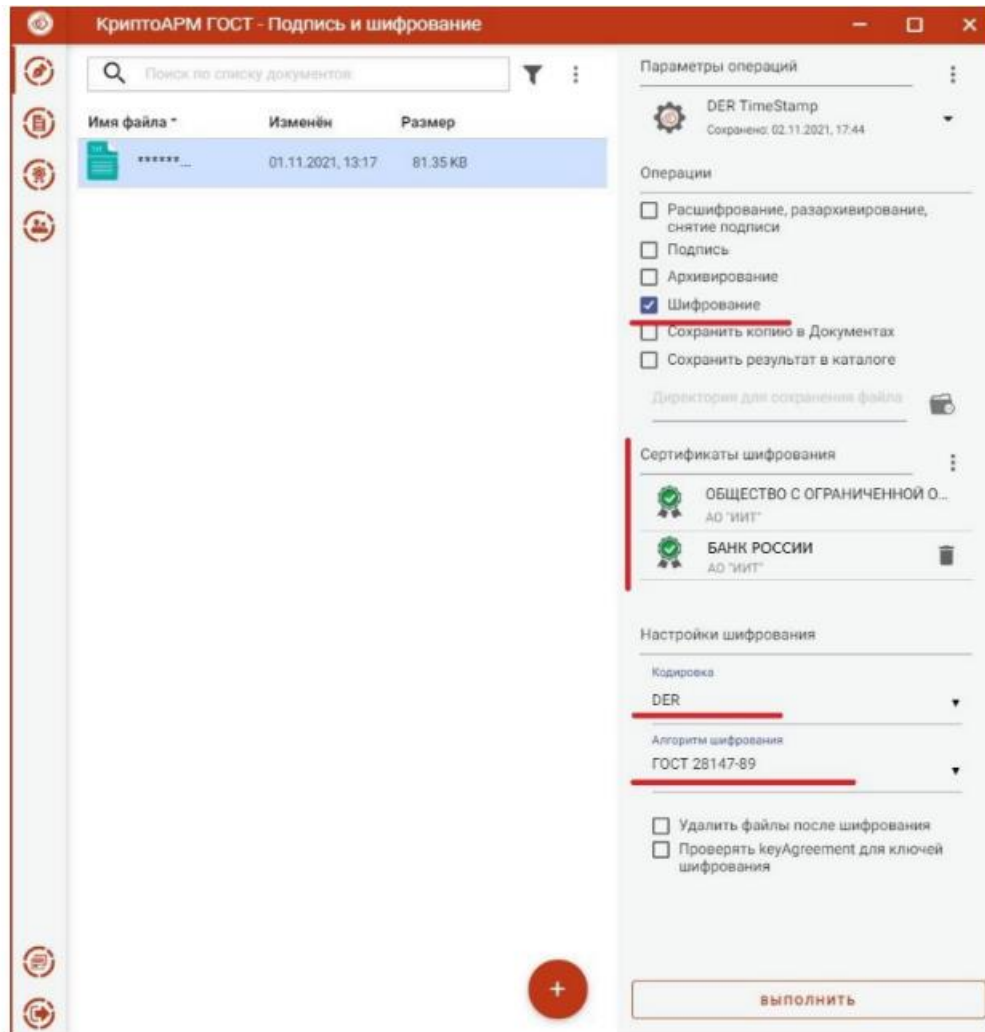 КриптоАРМ ГОСТ - Подпись и шифрование
Поиск по списку документов
Имя файла
Изменён
Размер
******...
01.11.2021, 13:17
81.35 KB
Параметры операций
DER TimeStamp
Сохранено: 02.11.2021, 17:44
Операции
Расшифрование, разархивирование,
снятие подписи
Подпись
Архивирование
Шифрование
Сохранить копию в Документах
Сохранить результат в каталоге
Директория для сохранения файла
Сертификаты шифрования
ОБЩЕСТВО С ОГРАНИЧЕННОЙ О...
АО "ИИТ"
БАНК РОССИИ
АО "ИИТ"
Настройки шифрования
Кодировка
DER
Алгоритм шифрования
ГОСТ 28147-89
Удалить файлы после шифрования
Проверять keyAgreement для ключей
шифрования
+
ВЫПОЛНИТЬ